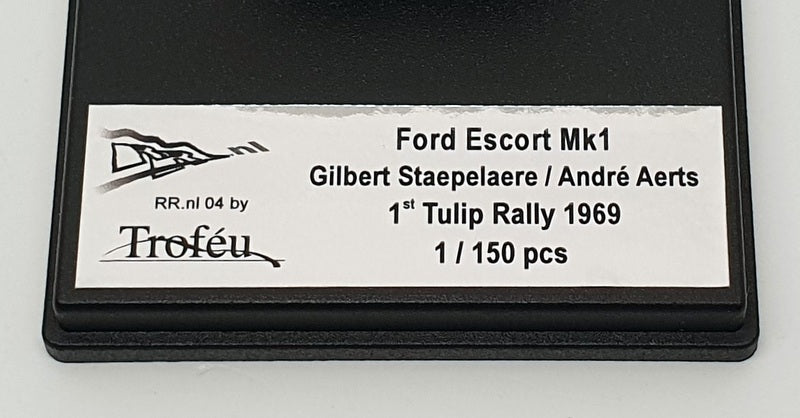 .nl
RR.nl 04 by
Troféu
Ford Escort Mk1
Gilbert Staepelaere / André Aerts
1st Tulip Rally 1969
1 / 150 pcs